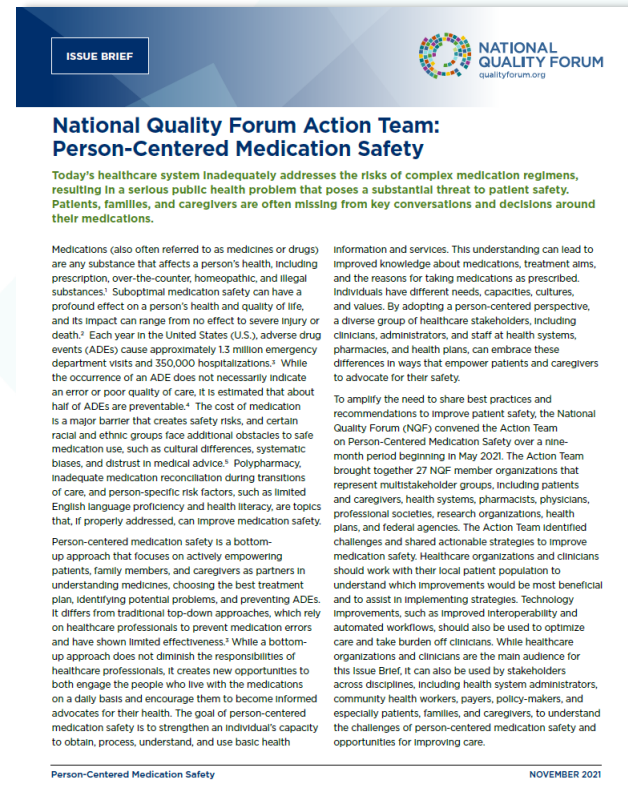 ISSUE BRIEF
NATIONAL
QUALITY FORUM
qualityforum.org
National Quality Forum Action Team:
Person-Centered Medication Safety
Today's healthcare system inadequately addresses the risks of complex medication regimens,
resulting in a serious public health problem that poses a substantial threat to patient safety.
Patients, families, and caregivers are often missing from key conversations and decisions around
their medications.
Medications (also often referred to as medicines or drugs)
are any substance that affects a person's health, including
prescription, over-the-counter, homeopathic, and illegal
substances.¹ Suboptimal medication safety can have a
profound effect on a person's health and quality of life,
and its impact can range from no effect to severe injury or
death.² Each year in the United States (U.S.), adverse drug
events (ADEs) cause approximately 1.3 million emergency
department visits and 350,000 hospitalizations.³ While
the occurrence of an ADE does not necessarily indicate
an error or poor quality of care, it is estimated that about
half of ADEs are preventable.⁴ The cost of medication
is a major barrier that creates safety risks, and certain
racial and ethnic groups face additional obstacles to safe
medication use, such as cultural differences, systematic
biases, and distrust in medical advice.⁵ Polypharmacy,
inadequate medication reconciliation during transitions
of care, and person-specific risk factors, such as limited
English language proficiency and health literacy, are topics
that, if properly addressed, can improve medication safety.
Person-centered medication safety is a bottom-
up approach that focuses on actively empowering
patients, family members, and caregivers as partners in
understanding medicines, choosing the best treatment
plan, identifying potential problems, and preventing ADEs.
It differs from traditional top-down approaches, which rely
on healthcare professionals to prevent medication errors
and have shown limited effectiveness.³ While a bottom-
up approach does not diminish the responsibilities of
healthcare professionals, it creates new opportunities to
both engage the people who live with the medications
on a daily basis and encourage them to become informed
advocates for their health. The goal of person-centered
medication safety is to strengthen an individual's capacity
to obtain, process, understand, and use basic health
information and services. This understanding can lead to
improved knowledge about medications, treatment aims,
and the reasons for taking medications as prescribed.
Individuals have different needs, capacities, cultures,
and values. By adopting a person-centered perspective,
a diverse group of healthcare stakeholders, including
clinicians, administrators, and staff at health systems,
pharmacies, and health plans, can embrace these
differences in ways that empower patients and caregivers
to advocate for their safety.
To amplify the need to share best practices and
recommendations to improve patient safety, the National
Quality Forum (NQF) convened the Action Team
on Person-Centered Medication Safety over a nine-
month period beginning in May 2021. The Action Team
brought together 27 NQF member organizations that
represent multistakeholder groups, including patients
and caregivers, health systems, pharmacists, physicians,
professional societies, research organizations, health
plans, and federal agencies. The Action Team identified
challenges and shared actionable strategies to improve
medication safety. Healthcare organizations and clinicians
should work with their local patient population to
understand which improvements would be most beneficial
and to assist in implementing strategies. Technology
improvements, such as improved interoperability and
automated workflows, should also be used to optimize
care and take burden off clinicians. While healthcare
organizations and clinicians are the main audience for
this Issue Brief, it can also be used by stakeholders
across disciplines, including health system administrators,
community health workers, payers, policy-makers, and
especially patients, families, and caregivers, to understand
the challenges of person-centered medication safety and
opportunities for improving care.
Person-Centered Medication Safety
NOVEMBER 2021